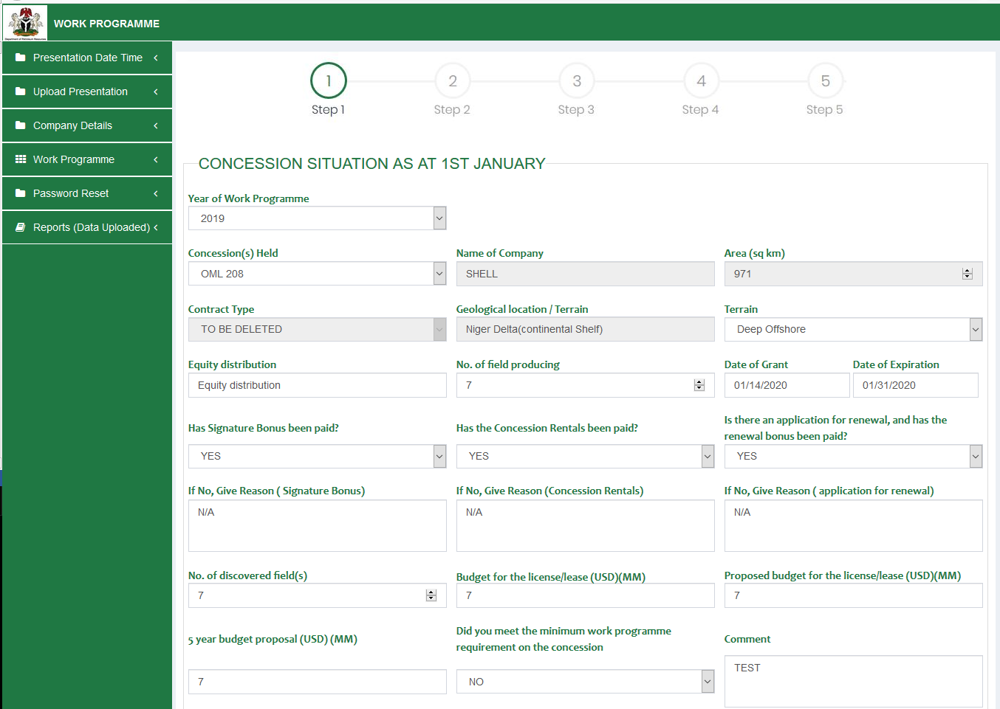 WORK PROGRAMME
Department of Petroleum Resources
Presentation Date Time
Upload Presentation
Company Details
Work Programme
Password Reset
Reports (Data Uploaded)
1
2
3
4
5
Step 1
Step 2
Step 3
Step 4
Step 5
CONCESSION SITUATION AS AT 1ST JANUARY
Year of Work Programme
2019
Concession(s) Held
Name of Company
Area (sq km)
OML 208
SHELL
971
Contract Type
Geological location / Terrain
Terrain
TO BE DELETED
Niger Delta(continental Shelf)
Deep Offshore
Equity distribution
No. of field producing
Date of Grant
Date of Expiration
Equity distribution
7
01/14/2020
01/31/2020
Has Signature Bonus been paid?
Has the Concession Rentals been paid?
Is there an application for renewal, and has the
renewal bonus been paid?
YES
YES
YES
If No, Give Reason ( Signature Bonus)
If No, Give Reason (Concession Rentals)
If No, Give Reason ( application for renewal)
N/A
N/A
N/A
No. of discovered field(s)
Budget for the license/lease (USD)(MM)
Proposed budget for the license/lease (USD)(MM)
7
7
7
5 year budget proposal (USD) (MM)
Did you meet the minimum work programme
requirement on the concession
Comment
7
NO
TEST